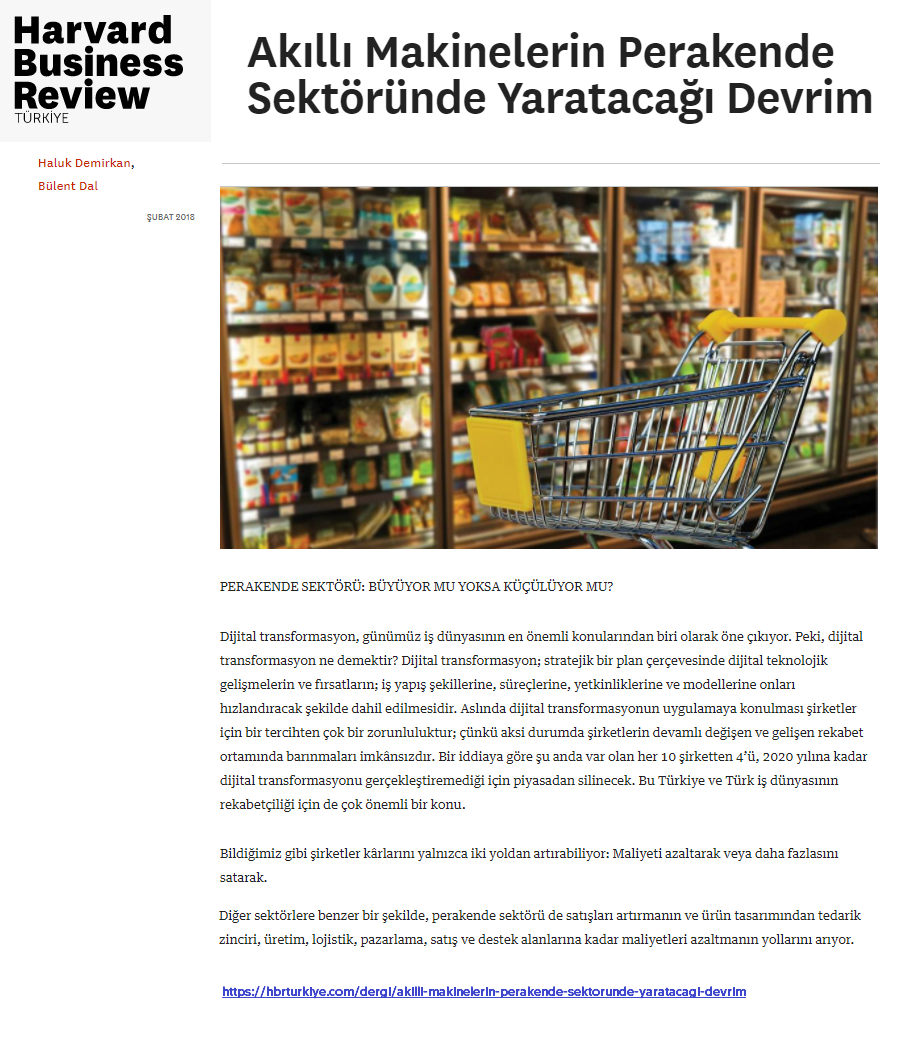 Harvard
Business
Review
TÜRKİYE
Akıllı Makinelerin Perakende
Sektöründe Yaratacağı Devrim
Haluk Demirkan,
Bülent Dal
ŞUBAT 2018
PERAKENDE SEKTÖRÜ: BÜYÜYOR MU YOKSA KÜÇÜLÜYOR MU?
Dijital transformasyon, günümüz iş dünyasının en önemli konularından biri olarak öne çıkıyor. Peki, dijital
transformasyon ne demektir? Dijital transformasyon; stratejik bir plan çerçevesinde dijital teknolojik
gelişmelerin ve fırsatların; iş yapış şekillerine, süreçlerine, yetkinliklerine ve modellerine onları
hızlandıracak şekilde dahil edilmesidir. Aslında dijital transformasyonun uygulamaya konulması şirketler
için bir tercihten çok bir zorunluluktur; çünkü aksi durumda şirketlerin devamlı değişen ve gelişen rekabet
ortamında barınmaları imkânsızdır. Bir iddiaya göre şu anda var olan her 10 şirketten 4’ü, 2020 yılına kadar
dijital transformasyonu gerçekleştiremediği için piyasadan silinecek. Bu Türkiye ve Türk iş dünyasının
rekabetçiliği için de çok önemli bir konu.
Bildiğimiz gibi şirketler kârlarını yalnızca iki yoldan artırabiliyor: Maliyeti azaltarak veya daha fazlasını
satarak.
Diğer sektörlere benzer bir şekilde, perakende sektörü de satışları artırmanın ve ürün tasarımından tedarik
zinciri, üretim, lojistik, pazarlama, satış ve destek alanlarına kadar maliyetleri azaltmanın yollarını arıyor.
https://hbrturkiye.com/dergi/akilli-makinelerin-perakende-sektorunde-yaratacagi-devrim